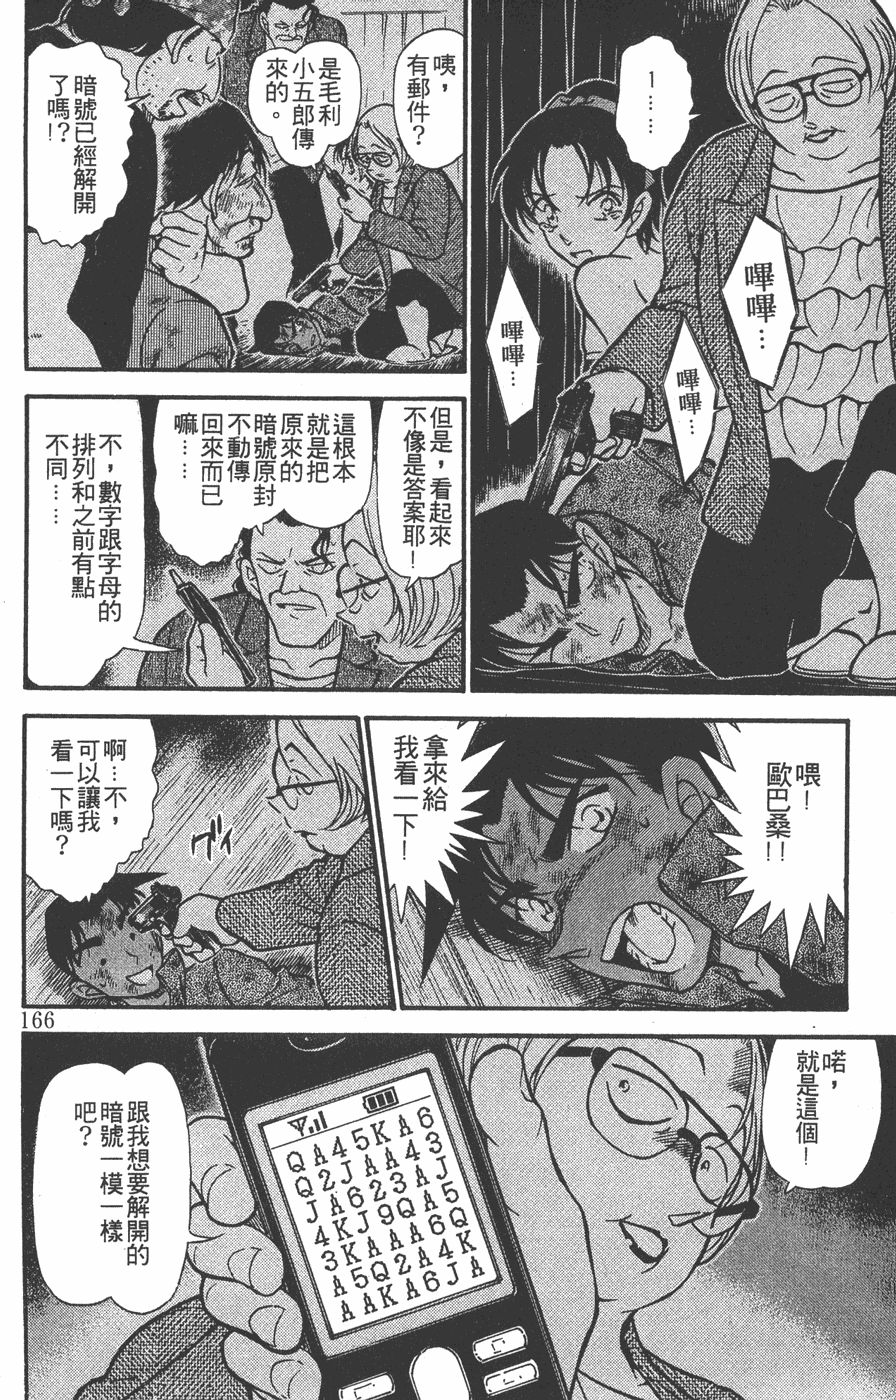 1……
嗶嗶…
嗶嗶…
嗶嗶…
咦，
有郵件？
是毛利
小五郎傳
來的。
暗號已經解開
了嗎！？
但是，看起來
不像是答案耶！
這根本
就是把
原來的
暗號原封
不動傳
回來而已
嘛……
不，數字跟字母的
排列和之前有點
不同……
喂！
歐巴桑！！
拿來給
我看一下！
ヴィ
啊…不，
可以讓我
看一下嗎？
166
喏，
就是這個！
QA45KA6
Q2JAA43
JA623AJ
4KJ9QA5
3KAAA6Q
A5Q2A4K
AAKA6JA
跟我想要解開的
暗號一模一樣
吧？